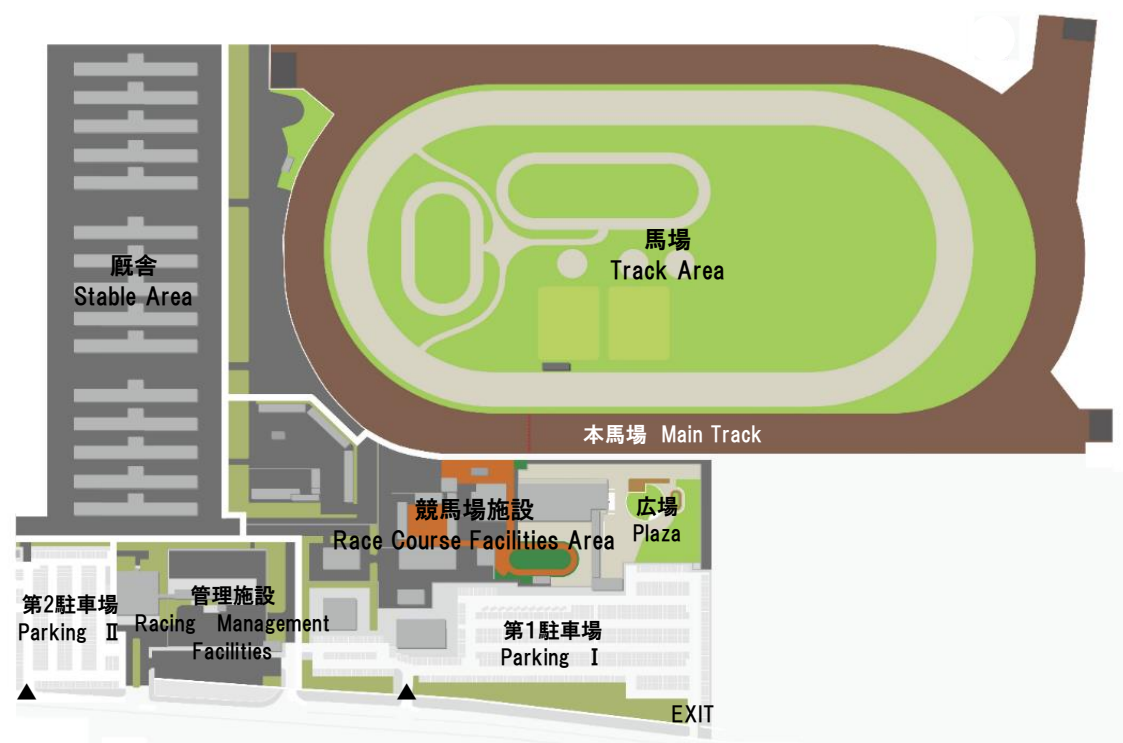 馬場
Track Area
厩舎
Stable Area
本馬場 Main Track
競馬場施設
Race Course Facilities Area
広場
Plaza
管理施設
Racing Management
Facilities
第2駐車場
Parking Ⅱ
第1駐車場
Parking Ⅰ
EXIT